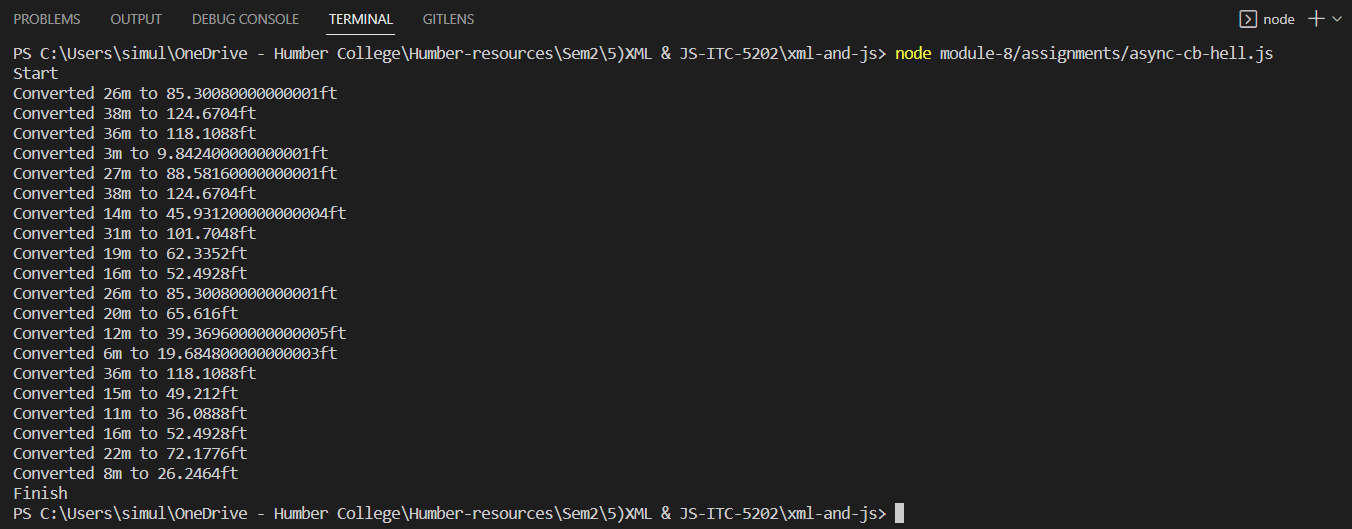 PROBLEMS OUTPUT DEBUG CONSOLE TERMINAL GITLENS node
PS C:\Users\simul\OneDrive - Humber College\Humber-resources\Sem2\5)XML & JS-ITC-5202\xml-and-js> node module-8/assignments/async-cb-hell.js
Start
Converted 26m to 85.30080000000001ft
Converted 38m to 124.6704ft
Converted 36m to 118.1088ft
Converted 3m to 9.842400000000001ft
Converted 27m to 88.58160000000001ft
Converted 38m to 124.6704ft
Converted 14m to 45.931200000000004ft
Converted 31m to 101.7048ft
Converted 19m to 62.3352ft
Converted 16m to 52.4928ft
Converted 26m to 85.30080000000001ft
Converted 20m to 65.616ft
Converted 12m to 39.369600000000005ft
Converted 6m to 19.684800000000003ft
Converted 36m to 118.1088ft
Converted 15m to 49.212ft
Converted 11m to 36.0888ft
Converted 16m to 52.4928ft
Converted 22m to 72.1776ft
Converted 8m to 26.2464ft
Finish
PS C:\Users\simul\OneDrive - Humber College\Humber-resources\Sem2\5)XML & JS-ITC-5202\xml-and-js>